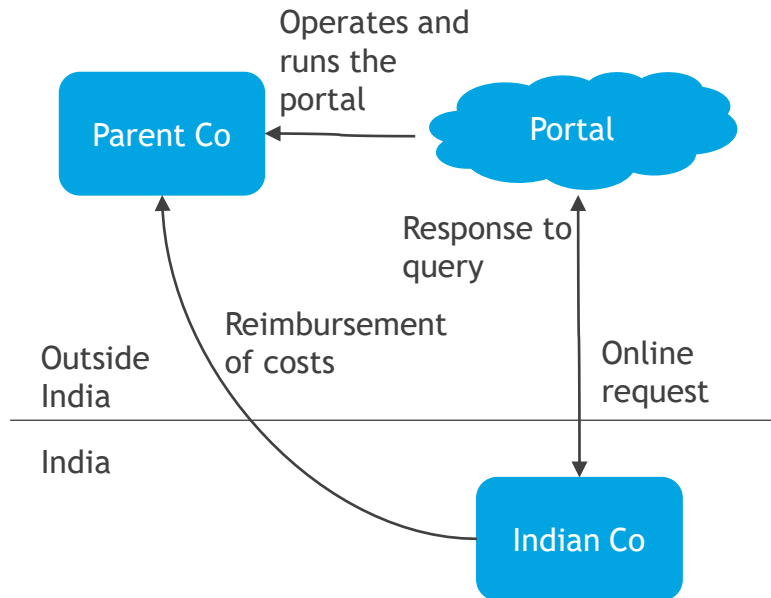 Operates and
runs the
portal
Parent Co
Portal
Response to
query
Reimbursement
of costs
Outside
India
Online
request
India
Indian Co